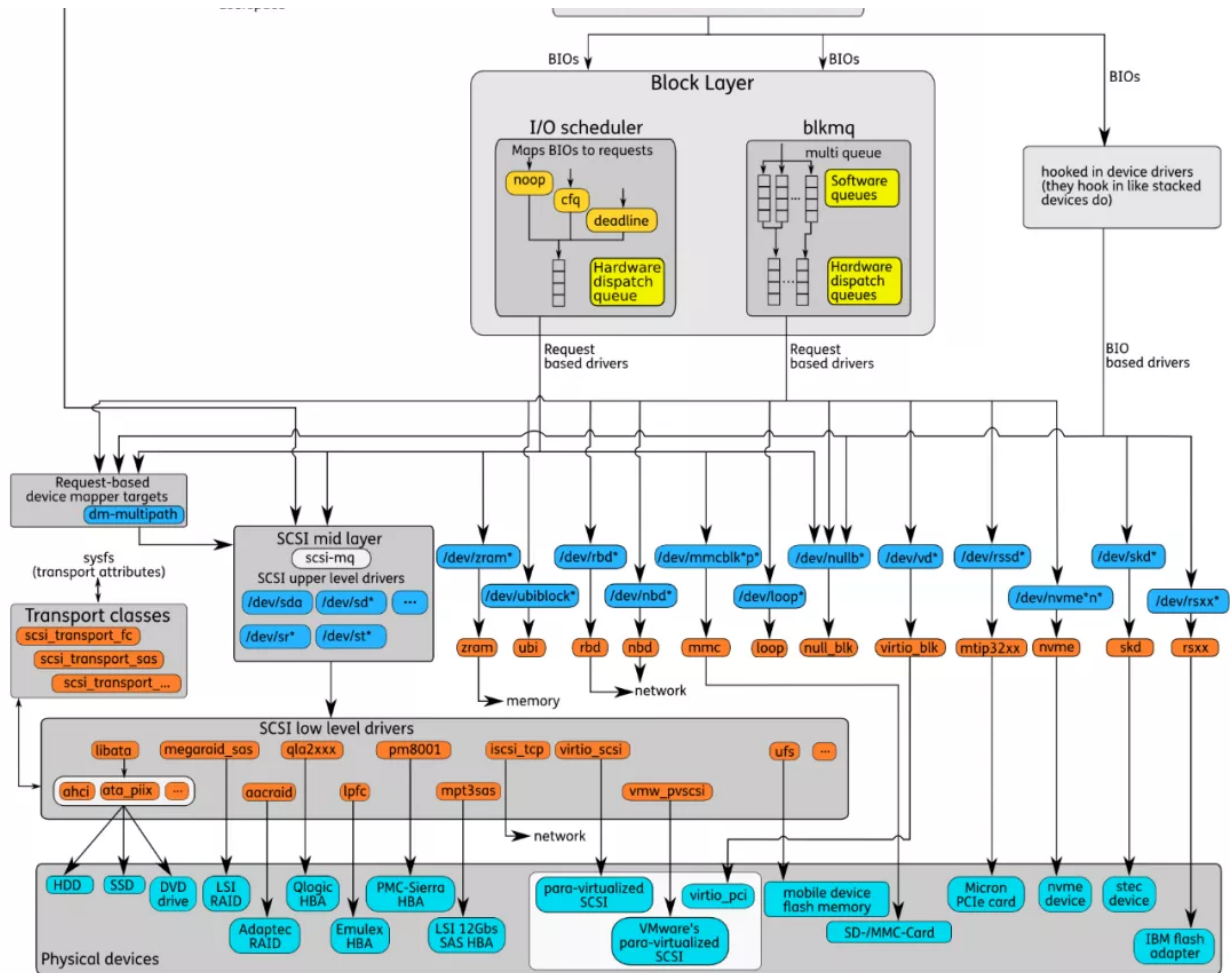 BIOs
BIOs
BIOs
Block Layer
I/O scheduler
blkmq
Maps BIOs to requests
multi queue
noop
cfq
deadline
Software
queues
Hardware
dispatch
queue
Hardware
dispatch
queues
hooked in device drivers
(they hook in like stacked
devices do)
Request
based drivers
Request
based drivers
BIO
based drivers
Request-based
device mapper targets
dm-multipath
sysfs
(transport attributes)
Transport classes
scsi_transport_fc
scsi_transport_sas
scsi_transport_...
SCSI mid layer
scsi-mq
SCSI upper level drivers
/dev/sda
/dev/sd*
...
/dev/sr*
/dev/st*
/dev/zram*
/dev/rbd*
/dev/mmcblk*p*
/dev/nullb*
/dev/vd*
/dev/rssd*
/dev/skd*
/dev/ubiblock*
/dev/nbd*
/dev/loop*
/dev/nvme*n*
/dev/rsxx*
zram
ubi
rbd
nbd
mmc
loop
null_blk
virtio_blk
mtip32xx
nvme
skd
rsxx
memory
network
SCSI low level drivers
libata
megaraid_sas
qla2xxx
pm8001
iscsi_tcp
virtio_scsi
ufs
...
ahci
ata_piix
...
aacraid
lpfc
mpt3sas
vmw_pvscsi
network
HDD
SSD
DVD
drive
LSI
RAID
Qlogic
HBA
PMC-Sierra
HBA
para-virtualized
SCSI
virtio_pci
mobile device
flash memory
Micron
PCIe card
nvme
device
stec
device
Adaptec
RAID
Emulex
HBA
LSI 12Gbs
SAS HBA
VMware's
para-virtualized
SCSI
SD-/MMC-Card
IBM flash
adapter
Physical devices